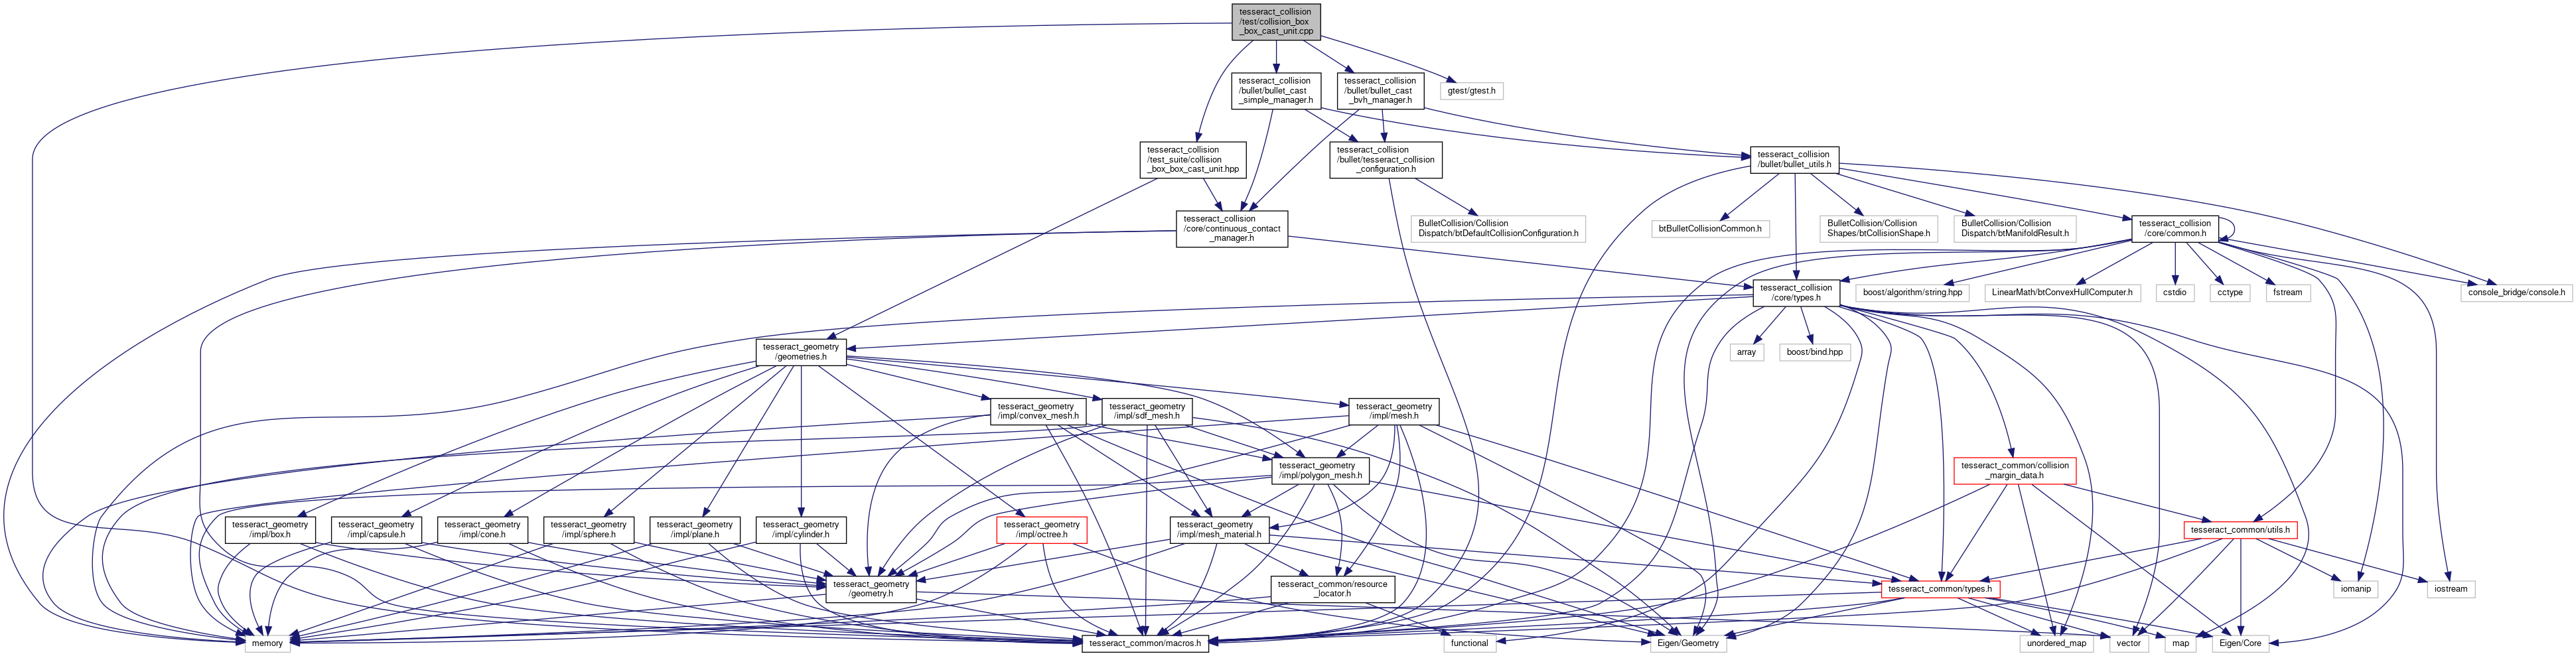 tesseract_collision
/test/collision_box
_box_cast_unit.cpp
tesseract_collision
/bullet/bullet_cast
_simple_manager.h
tesseract_collision
/bullet/bullet_cast
_bvh_manager.h
gtest/gtest.h
tesseract_collision
/test_suite/collision
_box_box_cast_unit.hpp
tesseract_collision
/bullet/tesseract_collision
_configuration.h
tesseract_collision
/bullet/bullet_utils.h
tesseract_collision
/core/continuous_contact
_manager.h
BulletCollision/Collision
Dispatch/btDefaultCollisionConfiguration.h
btBulletCollisionCommon.h
BulletCollision/Collision
Shapes/btCollisionShape.h
BulletCollision/Collision
Dispatch/btManifoldResult.h
tesseract_collision
/core/common.h
tesseract_collision
/core/types.h
boost/algorithm/string.hpp
LinearMath/btConvexHullComputer.h
cstdio
cctype
fstream
console_bridge/console.h
tesseract_geometry
/geometries.h
array
boost/bind.hpp
tesseract_geometry
/impl/convex_mesh.h
tesseract_geometry
/impl/sdf_mesh.h
tesseract_geometry
/impl/mesh.h
tesseract_geometry
/impl/polygon_mesh.h
tesseract_common/collision
_margin_data.h
tesseract_geometry
/impl/box.h
tesseract_geometry
/impl/capsule.h
tesseract_geometry
/impl/cone.h
tesseract_geometry
/impl/sphere.h
tesseract_geometry
/impl/plane.h
tesseract_geometry
/impl/cylinder.h
tesseract_geometry
/impl/octree.h
tesseract_geometry
/impl/mesh_material.h
tesseract_common/utils.h
tesseract_geometry
/geometry.h
tesseract_common/resource
_locator.h
tesseract_common/types.h
iomanip
iostream
memory
tesseract_common/macros.h
functional
Eigen/Geometry
unordered_map
vector
map
Eigen/Core